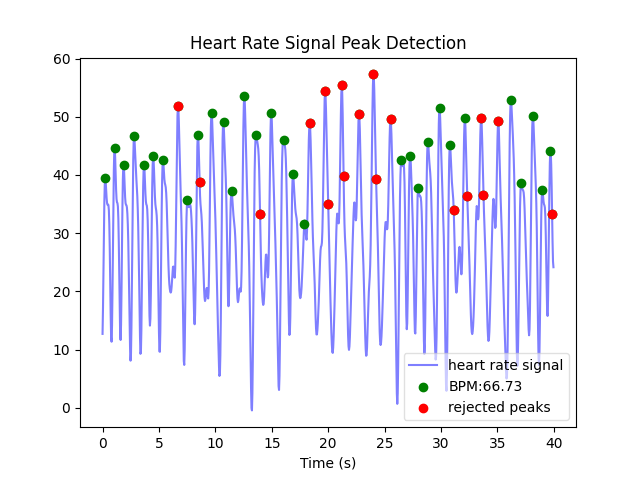 Heart Rate Signal Peak Detection
60
50
40
30
20
10
0
heart rate signal
BPM:66.73
rejected peaks
0 5 10 15 20 25 30 35 40
Time (s)